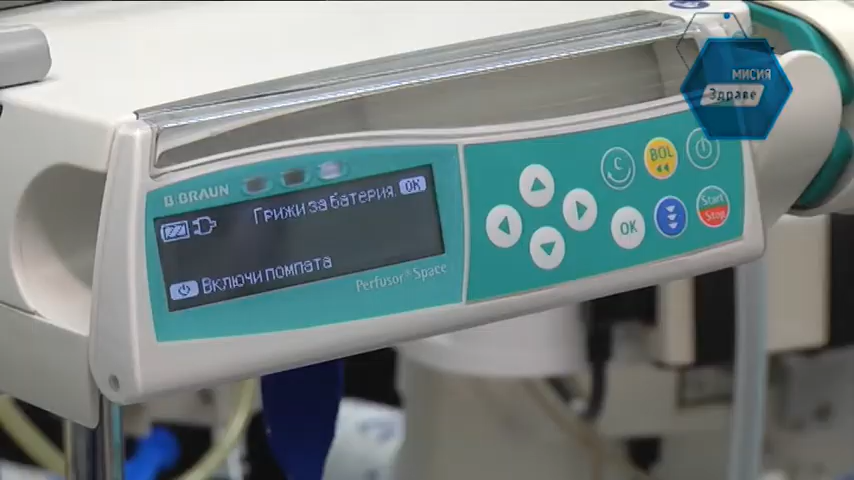 МИСИЯ
Здраве
B|BRAUN
Грижи за батерия OK
Включи помпата
Perfusor® Space
C
BOL
OK
Start
Stop